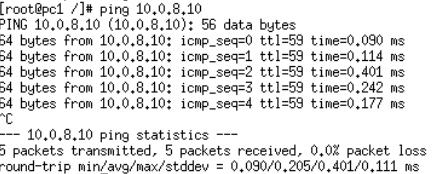 [root@pc1 /]# ping 10.0.8.10
PING 10.0.8.10 (10.0.8.10): 56 data bytes
64 bytes from 10.0.8.10: icmp_seq=0 ttl=59 time=0.090 ms
64 bytes from 10.0.8.10: icmp_seq=1 ttl=59 time=0.114 ms
64 bytes from 10.0.8.10: icmp_seq=2 ttl=59 time=0.401 ms
64 bytes from 10.0.8.10: icmp_seq=3 ttl=59 time=0.242 ms
64 bytes from 10.0.8.10: icmp_seq=4 ttl=59 time=0.177 ms
^C
--- 10.0.8.10 ping statistics ---
5 packets transmitted, 5 packets received, 0.0% packet loss
round-trip min/avg/max/stddev = 0.090/0.205/0.401/0.111 ms